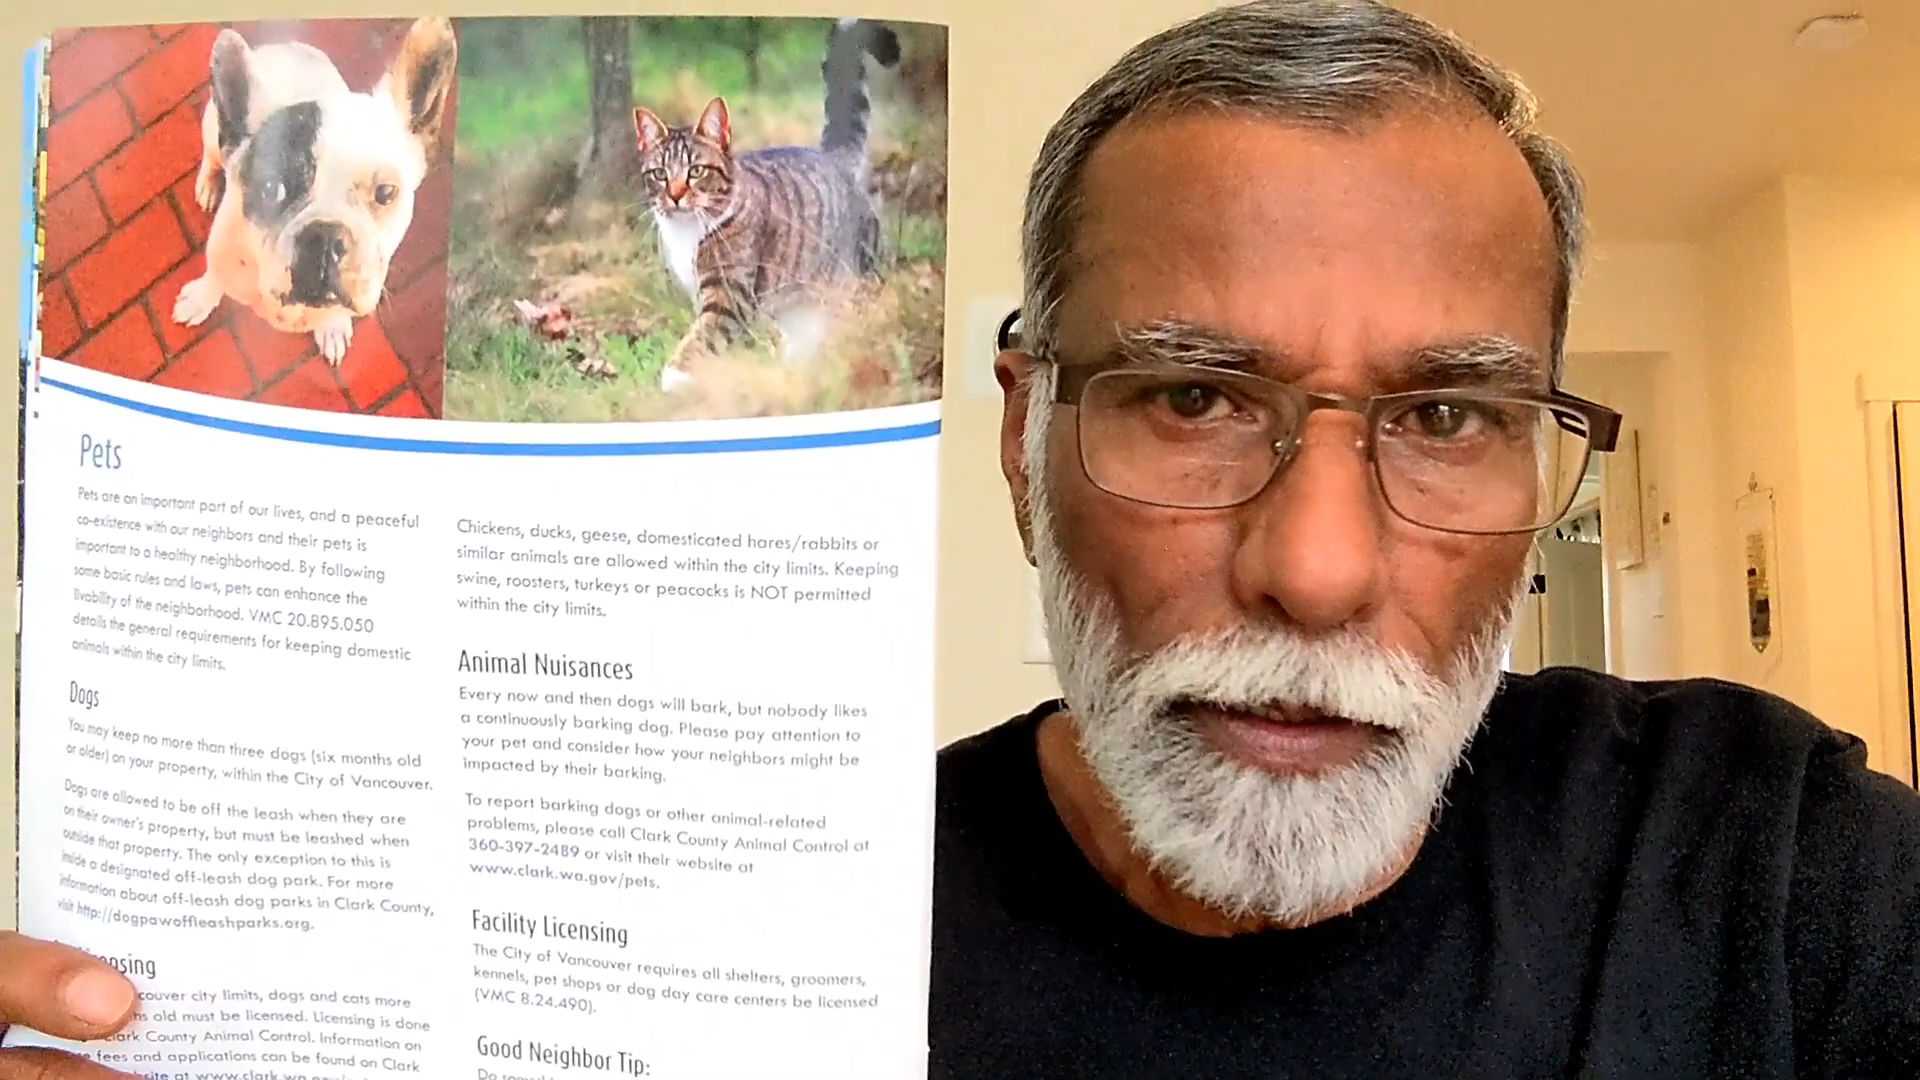 Pets
Pets are an important part of our lives, and a peaceful
co-existence with our neighbors and their pets is
important to a healthy neighborhood. By following
some basic rules and laws, pets can enhance the
livability of the neighborhood. VMC 20.895.050
details the general requirements for keeping domestic
animals within the city limits.
Dogs
You may keep no more than three dogs (six months old
or older) on your property, within the City of Vancouver.
Dogs are allowed to be off the leash when they are
on their owner's property, but must be leashed when
outside that property. The only exception to this is
inside a designated off-leash dog park. For more
information about off-leash dog parks in Clark County,
visit http://dogpawoffleashparks.org.
city limits, dogs and cats more
old must be licensed. Licensing is done
County Animal Control. Information on
fees and applications can be found on Clark
at www.clark.wa
Chickens, ducks, geese, domesticated hares/rabbits or
similar animals are allowed within the city limits. Keeping
swine, roosters, turkeys or peacocks is NOT permitted
within the city limits.
Animal Nuisances
Every now and then dogs will bark, but nobody likes
a continuously barking dog. Please pay attention to
your pet and consider how your neighbors might be
impacted by their barking.
To report barking dogs or other animal-related
problems, please call Clark County Animal Control at
360-397-2489 or visit their website at
www.clark.wa.gov/pets.
Facility Licensing
The City of Vancouver requires all shelters, groomers,
kennels, pet shops or dog day care centers be licensed
(VMC 8.24.490).
Good Neighbor Tip:
Do